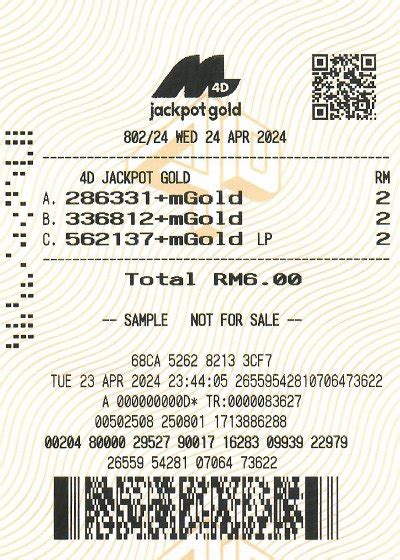 4D
jackpot gold
802/24 WED 24 APR 2024
4D JACKPOT GOLD RM
A. 286331+mGold 2
B. 336812+mGold 2
C. 562137+mGold LP 2
Total RM6.00
-- SAMPLE NOT FOR SALE --
68CA 5262 8213 3CF7
TUE 23 APR 2024 23:44:05 26559542810706473622
A 000000000D* TR:0000083627
00502508 250801 1713886288
00204 80000 29527 90017 16283 09939 22979
26559 54281 07064 73622